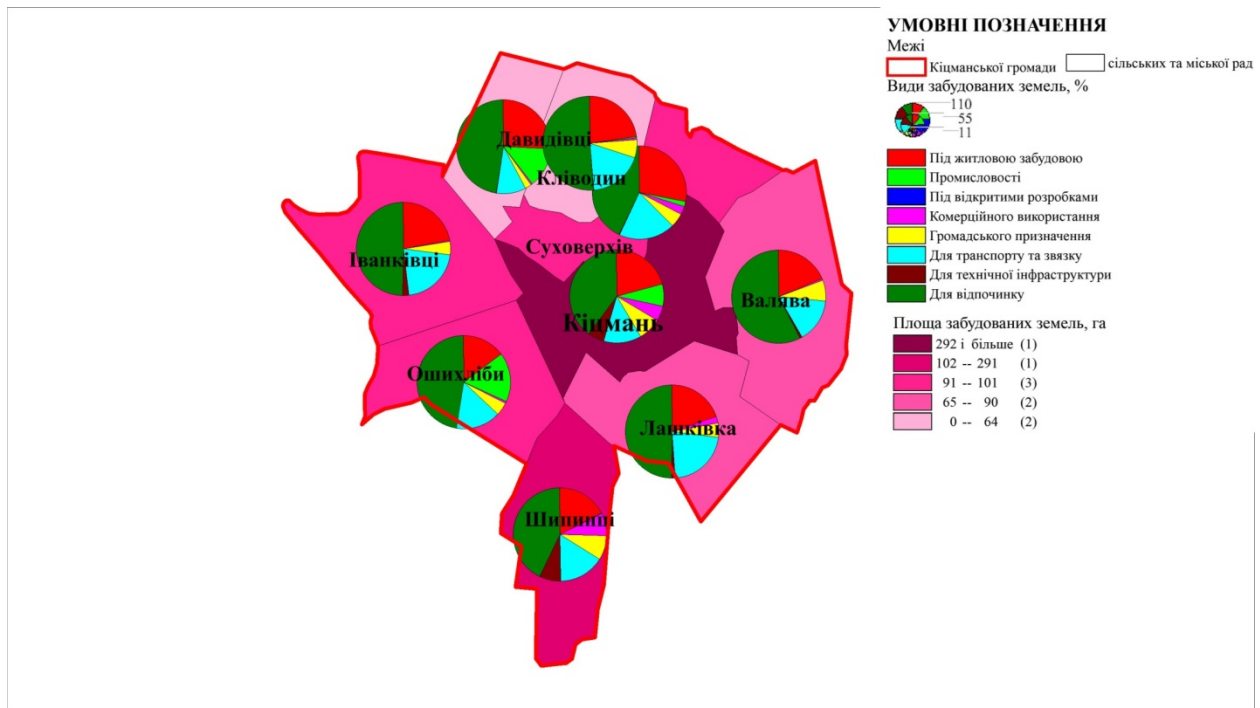 УМОВНІ ПОЗНАЧЕННЯ
Межі
Кіцманської громади сільських та міської рад
Види забудованих земель, %
110
55
11
Під житловою забудовою
Промисловості
Під відкритими розробками
Комерційного використання
Громадського призначення
Для транспорту та звязку
Для технічної інфраструктури
Для відпочинку
Площа забудованих земель, га
292 і більше (1)
102 -- 291 (1)
91 -- 101 (3)
65 -- 90 (2)
0 -- 64 (2)
Давидівці
Кліводин
Суховерхів
Іванківці
Валява
Кіцмань
Ошихліби
Лашківка
Шипинці